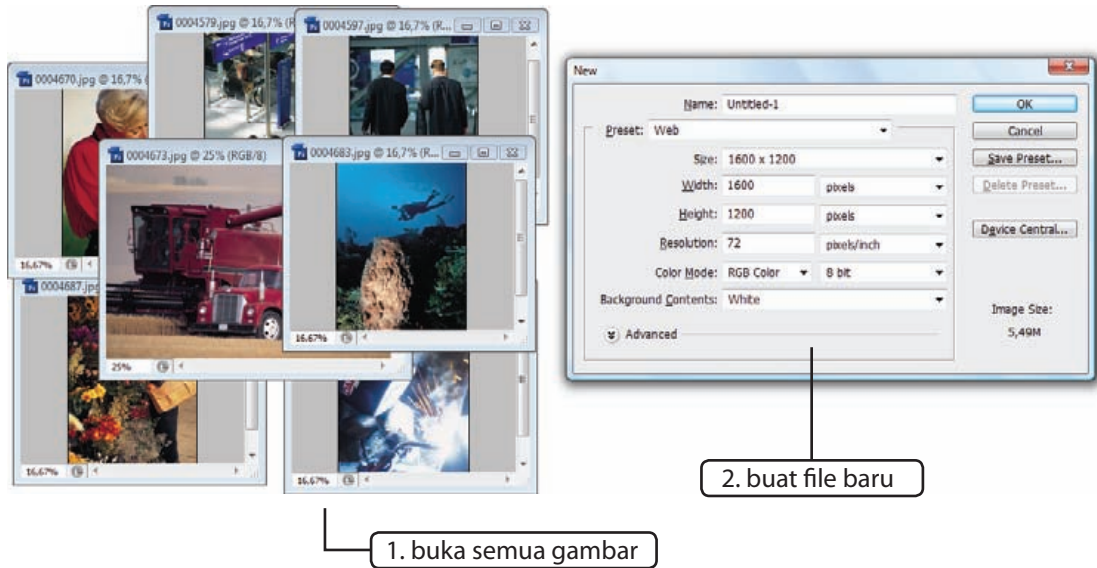 0004579.jpg @ 16,7% (R
0004597.jpg @ 16,7% (R...
0004670.jpg @ 16,7% (
0004673.jpg @ 25% (RGB/8)
0004683.jpg @ 16,7% (R...
16,67%
0004687.jpg
16.67%
25%
16,67%
16,67%
1. buka semua gambar
New
Name: Untitled-1
OK
Preset: Web
Cancel
Size: 1600 x 1200
Save Preset...
Width: 1600 pixels
Delete Preset...
Height: 1200 pixels
Device Central...
Resolution: 72 pixels/inch
Color Mode: RGB Color 8 bit
Background Contents: White
Image Size:
5,49M
Advanced
2. buat file baru